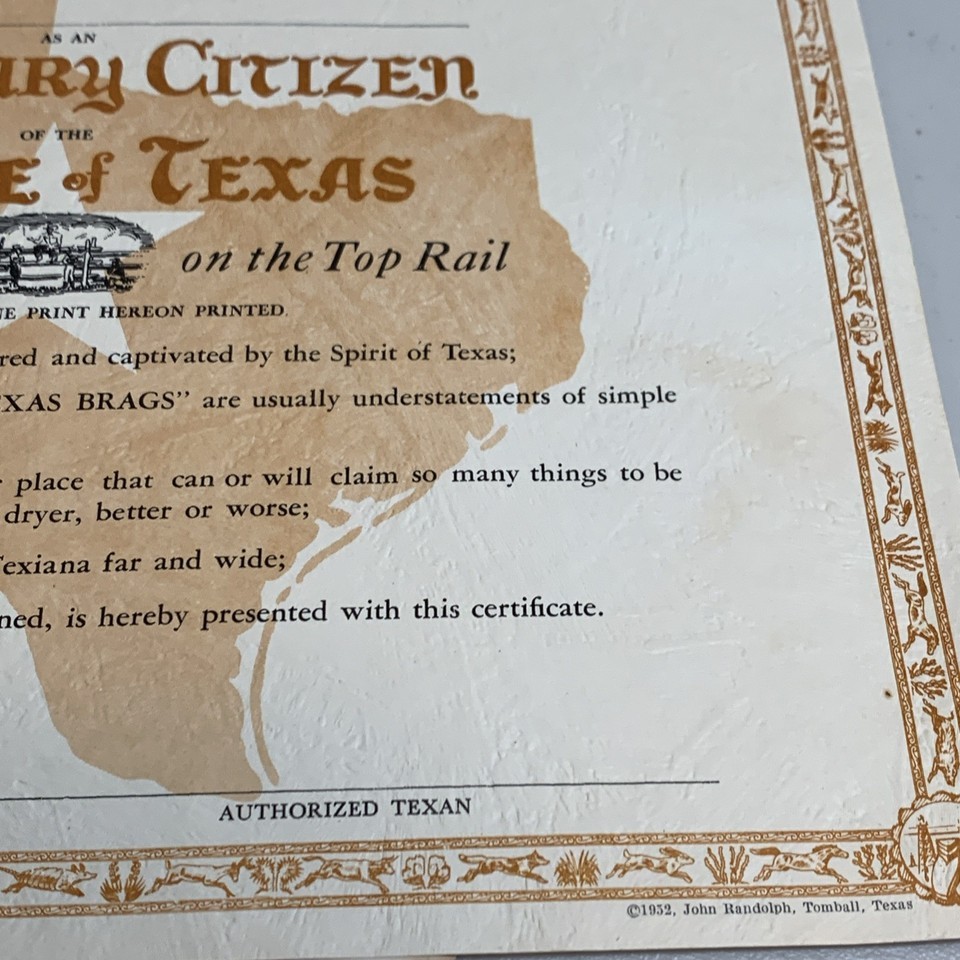 AS AN
ARY CITIZEN
OF THE
E of TEXAS
on the Top Rail
NE PRINT HEREON PRINTED.
red and captivated by the Spirit of Texas;
XAS BRAGS” are usually understatements of simple
place that can or will claim so many things to be
dryer, better or worse;
Texiana far and wide;
ned, is hereby presented with this certificate.
AUTHORIZED TEXAN
©1952, John Randolph, Tomball, Texas